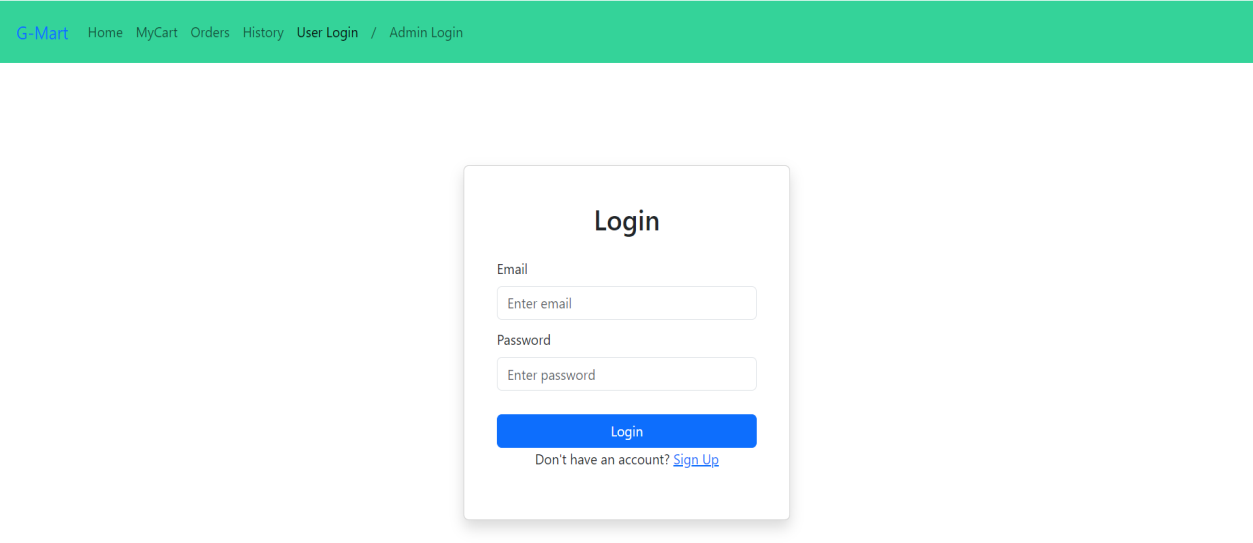 G-Mart Home MyCart Orders History User Login / Admin Login
Login
Email
Enter email
Password
Enter password
Login
Don't have an account? Sign Up